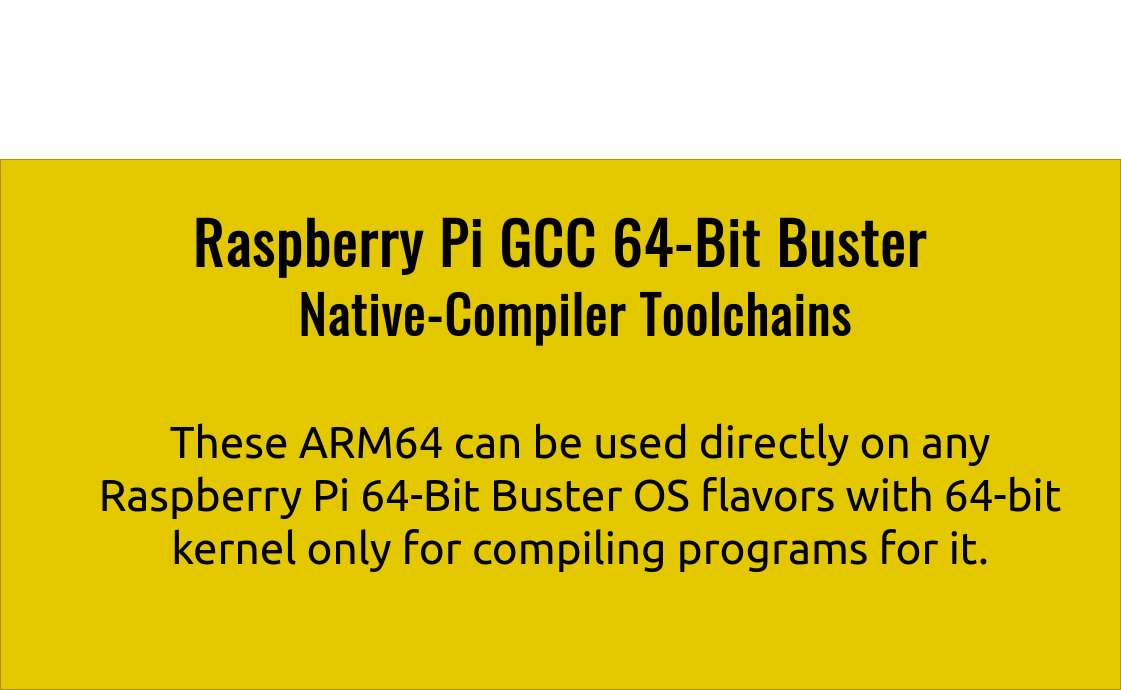 Raspberry Pi GCC 64-Bit Buster
Native-Compiler Toolchains
These ARM64 can be used directly on any
Raspberry Pi 64-Bit Buster OS flavors with 64-bit
kernel only for compiling programs for it.